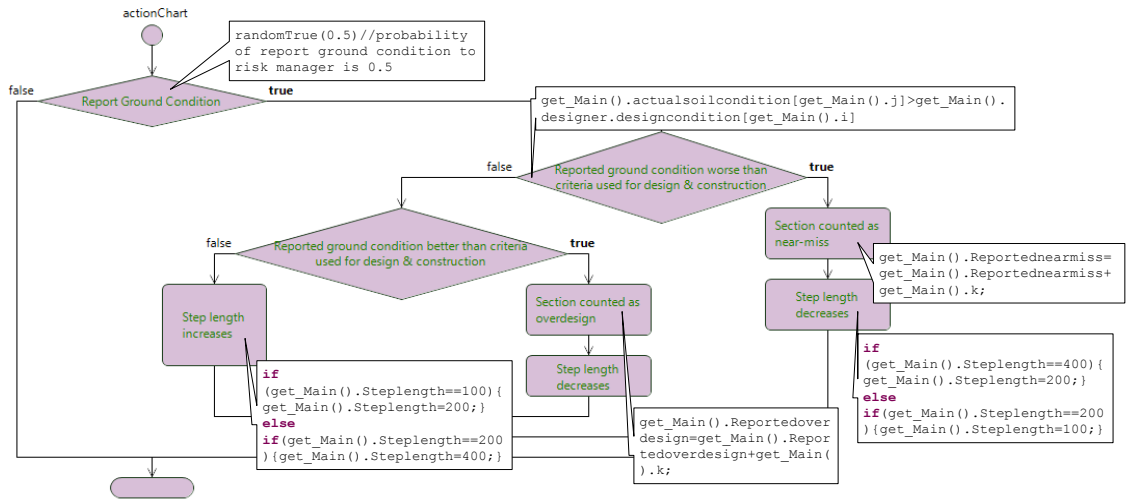 actionChart
randomTrue(0.5)//probability
of report ground condition to
risk manager is 0.5
false
true
Report Ground Condition
get_Main().actualsoilcondition[get_Main().j]>get_Main().
designer.designcondition[get_Main().i]
false
Reported ground condition worse than
criteria used for design & construction
true
false
Reported ground condition better than criteria
used for design & construction
true
Section counted as
near-miss
get_Main().Reportednearmiss=
get_Main().Reportednearmiss+
get_Main().k;
Step length
increases
Section counted as
overdesign
Step length
decreases
Step length
decreases
if
(get_Main().Steplength==100){
get_Main().Steplength=200;}
else
if(get_Main().Steplength==200
){get_Main().Steplength=400;}
if
(get_Main().Steplength==400){
get_Main().Steplength=200;}
else
if(get_Main().Steplength==200
){get_Main().Steplength=100;}
get_Main().Reportedover
design=get_Main().Repor
tedoverdesign+get_Main(
).k;